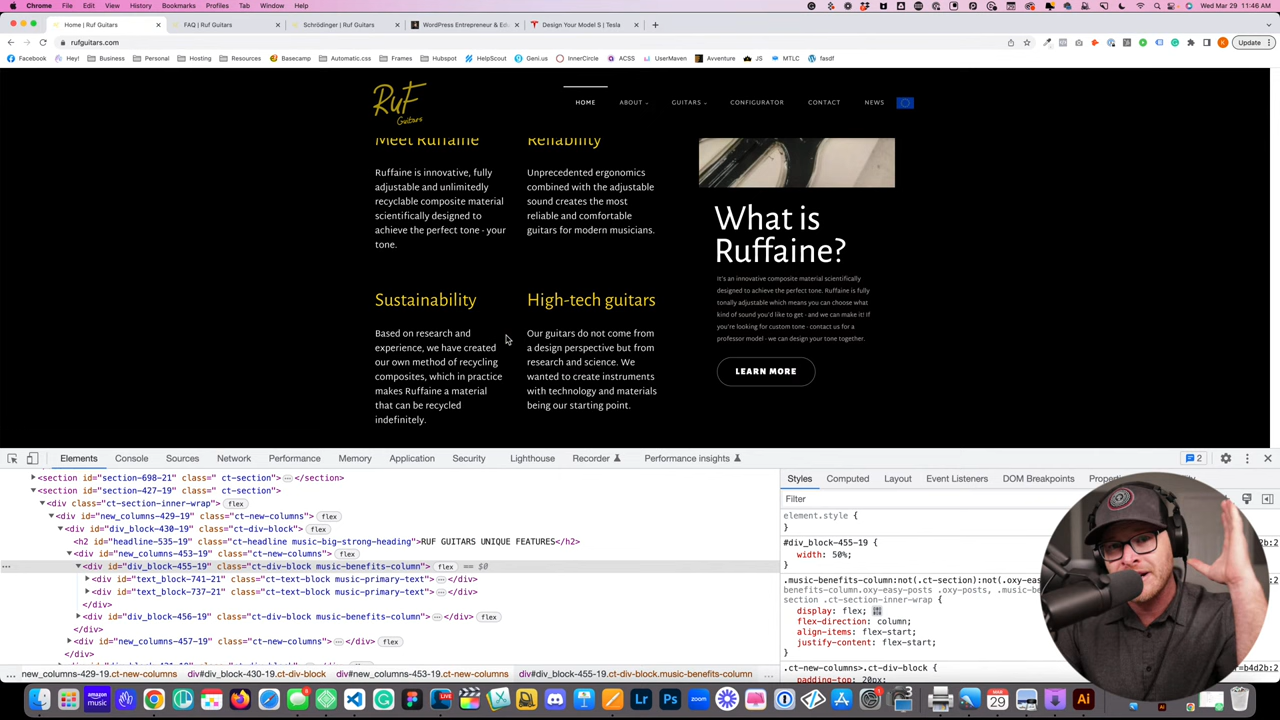 Chrome File Edit View History Bookmarks Profiles Tab Window Help Wed Mar 29 11:46 AM
Home | Ruf Guitars FAQ | Ruf Guitars Schrödinger | Ruf Guitars WordPress Entrepreneur & Ed Design Your Model S | Tesla
rufguitars.com Update
Facebook Hey! Business Personal Hosting Resources Basecamp Automatic.css Frames Hubspot HelpScout Geni.us InnerCircle ACSS UserMaven Avventure JS MTLC fasdf
RuF
Guitars
HOME ABOUT GUITARS CONFIGURATOR CONTACT NEWS
Meet Ruffaine
Ruffaine is innovative, fully
adjustable and unlimitedly
recyclable composite material
scientifically designed to
achieve the perfect tone - your
tone.
Reliability
Unprecedented ergonomics
combined with the adjustable
sound creates the most
reliable and comfortable
guitars for modern musicians.
Sustainability
Based on research and
experience, we have created
our own method of recycling
composites, which in practice
makes Ruffaine a material
that can be recycled
indefinitely.
High-tech guitars
Our guitars do not come from
a design perspective but from
research and science. We
wanted to create instruments
with technology and materials
being our starting point.
What is
Ruffaine?
It's an innovative composite material scientifically
designed to achieve the perfect tone. Ruffaine is fully
tonally adjustable which means you can choose what
kind of sound you'd like to get - and we can make it! If
you're looking for custom tone - contact us for a
professor model - we can design your tone together.
LEARN MORE
Elements Console Sources Network Performance Memory Application Security Lighthouse Recorder Performance insights 2
<section id="section-698-21" class=" ct-section"> … </section>
<section id="section-427-19" class=" ct-section">
<div class="ct-section-inner-wrap"> flex
<div id="new_columns-429-19" class="ct-new-columns"> flex
<div id="div_block-430-19" class="ct-div-block"> flex
<h2 id="headline-535-19" class="ct-headline music-big-strong-heading">RUF GUITARS UNIQUE FEATURES</h2>
<div id="new_columns-453-19" class="ct-new-columns"> flex
<div id="div_block-455-19" class="ct-div-block music-benefits-column"> flex == $0
<div id="text_block-741-21" class="ct-text-block music-primary-text"> … </div>
<div id="text_block-737-21" class="ct-text-block music-primary-text"> … </div>
</div>
<div id="div_block-456-19" class="ct-div-block music-benefits-column"> … </div> flex
</div>
<div id="new_columns-457-19" class="ct-new-columns"> … </div> flex
new_columns-429-19.ct-new-columns div#div_block-430-19.ct-div-block div#new_columns-453-19.ct-new-columns div#div_block-455-19.ct-div-block.music-benefits-column
Styles Computed Layout Event Listeners DOM Breakpoints
Filter
element.style {
}
#div_block-455-19 {
width: 50%;
}
.music-benefits-column:not(.ct-section):not(.oxy-easy-posts .oxy-posts, .music-
benefits-column.oxy-easy-posts
section .ct-section-inner-wrap {
display: flex;
flex-direction: column;
align-items: flex-start;
justify-content: flex-start;
}
.ct-new-columns>.ct-div-block {
padding-top: 20px
amazon
music
Live
Lrc
Ps
zoom
MAR
29
Ai